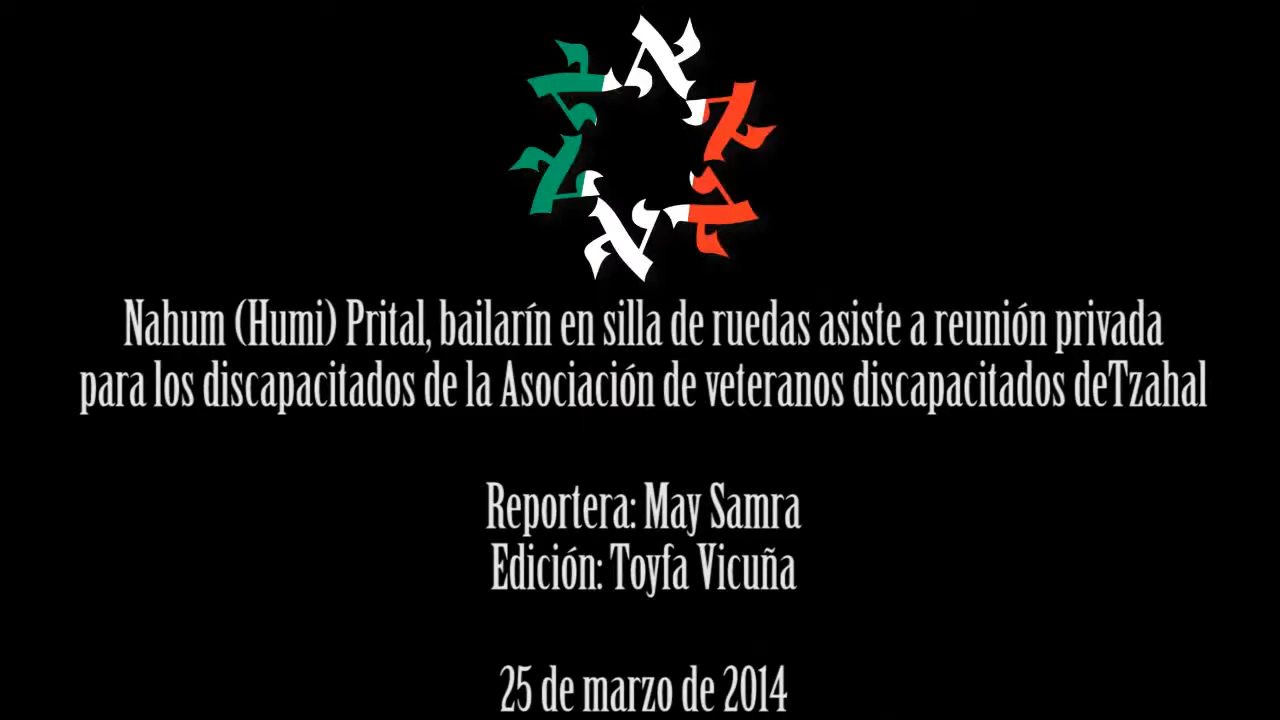 Nahum (Humi) Prital, bailarín en silla de ruedas asiste a reunión privada
para los discapacitados de la Asociación de veteranos discapacitados deTzahal
Reportera: May Samra
Edición: Toyfa Vicuña
25 de marzo de 2014